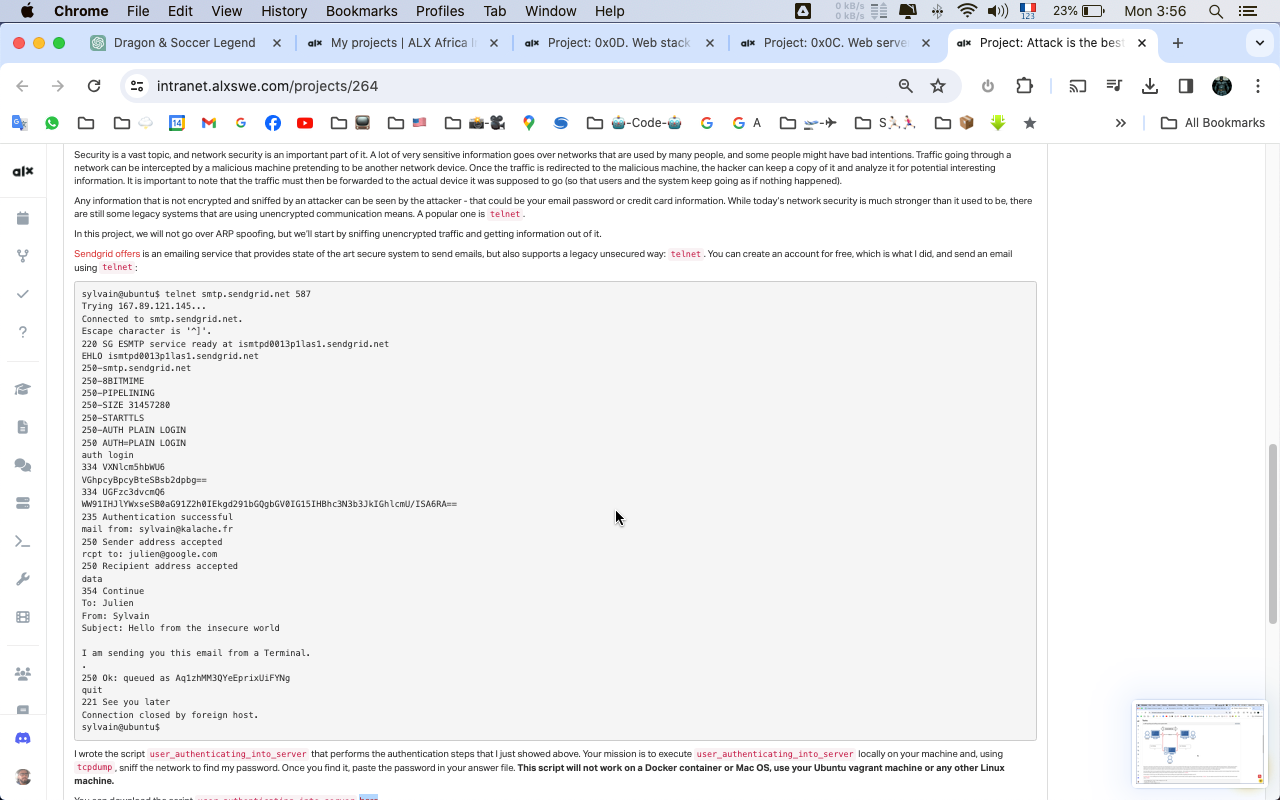 Chrome File Edit View History Bookmarks Profiles Tab Window Help 0 kB/s 0 kB/s 123 23% Mon 3:56
Dragon & Soccer Legend My projects | ALX Africa I Project: 0x0D. Web stack Project: 0x0C. Web serve Project: Attack is the best
intranet.alxswe.com/projects/264
14 G G G A -Code- S All Bookmarks
alx
Security is a vast topic, and network security is an important part of it. A lot of very sensitive information goes over networks that are used by many people, and some people might have bad intentions. Traffic going through a
network can be intercepted by a malicious machine pretending to be another network device. Once the traffic is redirected to the malicious machine, the hacker can keep a copy of it and analyze it for potential interesting
information. It is important to note that the traffic must then be forwarded to the actual device it was supposed to go (so that users and the system keep going as if nothing happened).
Any information that is not encrypted and sniffed by an attacker can be seen by the attacker - that could be your email password or credit card information. While today's network security is much stronger than it used to be, there
are still some legacy systems that are using unencrypted communication means. A popular one is telnet.
In this project, we will not go over ARP spoofing, but we'll start by sniffing unencrypted traffic and getting information out of it.
Sendgrid offers is an emailing service that provides state of the art secure system to send emails, but also supports a legacy unsecured way: telnet. You can create an account for free, which is what I did, and send an email
using telnet:
sylvain@ubuntu$ telnet smtp.sendgrid.net 587
Trying 167.89.121.145...
Connected to smtp.sendgrid.net.
Escape character is '^]'.
220 SG ESMTP service ready at ismtpd0013p1las1.sendgrid.net
EHLO ismtpd0013p1las1.sendgrid.net
250-smtp.sendgrid.net
250-8BITMIME
250-PIPELINING
250-SIZE 31457280
250-STARTTLS
250-AUTH PLAIN LOGIN
250 AUTH=PLAIN LOGIN
auth login
334 VXNlcm5hbWU6
VGhpcyBpcyBteSBsb2dpbg==
334 UGFzc3dvcmQ6
WW91IHJlYWxseSB0aG91Z2h0IEkgd291bGQgbGV0IG15IHBhc3N3b3JkIGhlcmU/ISA6RA==
235 Authentication successful
mail from: sylvain@kalache.fr
250 Sender address accepted
rcpt to: julien@google.com
250 Recipient address accepted
data
354 Continue
To: Julien
From: Sylvain
Subject: Hello from the insecure world
I am sending you this email from a Terminal.
.
250 Ok: queued as Aq1zhMM3QYeEprixUiFYNg
quit
221 See you later
Connection closed by foreign host.
sylvain@ubuntu$
I wrote the script user_authenticating_into_server that performs the authentication steps that I just showed above. Your mission is to execute user_authenticating_into_server locally on your machine and, using
tcpdump, sniff the network to find my password. Once you find it, paste the password in your answer file. This script will not work on a Docker container or Mac OS, use your Ubuntu vagrant machine or any other Linux
machine.
You can download the script user_authenticating_into_server here